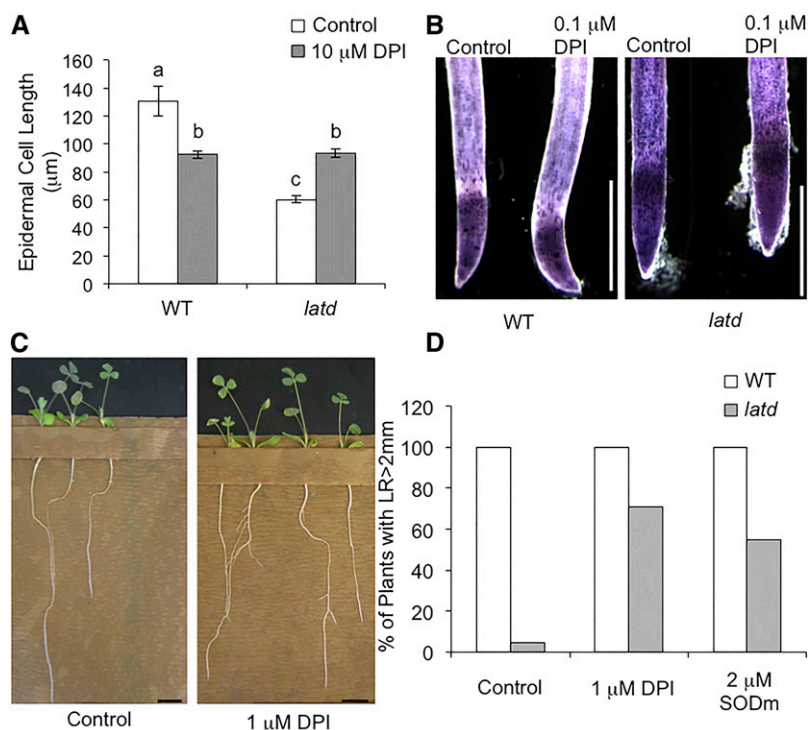 A
Control
10 µM DPI
Epidermal Cell Length
(µm)
160
140
120
100
80
60
40
20
0
a
b
c
b
WT
latd
B
Control
0.1 µM
DPI
Control
0.1 µM
DPI
WT
latd
C
Control
1 µM DPI
D
WT
latd
% of Plants with LR>2mm
120
100
80
60
40
20
0
Control
1 µM DPI
2 µM
SODm